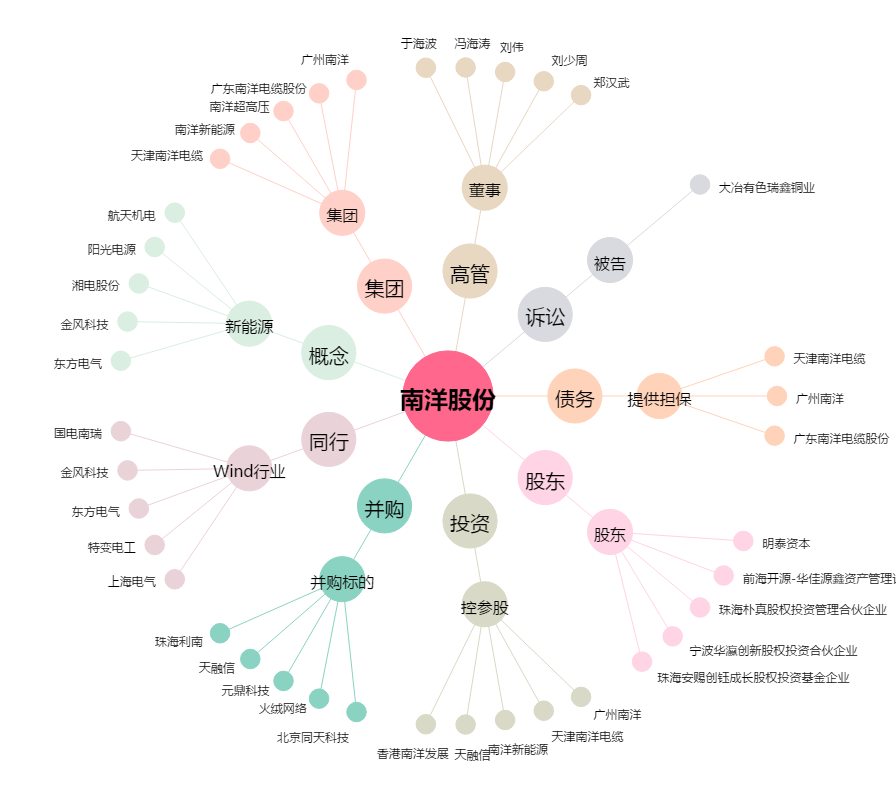 于海波
冯海涛
刘伟
刘少周
郑汉武
广州南洋
广东南洋电缆股份
南洋超高压
南洋新能源
天津南洋电缆
董事
大冶有色瑞鑫铜业
航天机电
集团
阳光电源
被告
高管
湘电股份
集团
金风科技
新能源
诉讼
东方电气
概念
天津南洋电缆
南洋股份
债务
提供担保
广州南洋
国电南瑞
同行
广东南洋电缆股份
金风科技
Wind行业
股东
东方电气
并购
投资
股东
明泰资本
特变电工
上海电气
并购标的
前海开源-华佳源鑫资产管理
控参股
珠海朴真股权投资管理合伙企业
珠海利南
宁波华瀛创新股权投资合伙企业
天融信
珠海安赐创钰成长股权投资基金企业
元鼎科技
火绒网络
广州南洋
北京同天科技
天津南洋电缆
香港南洋发展
天融信
南洋新能源